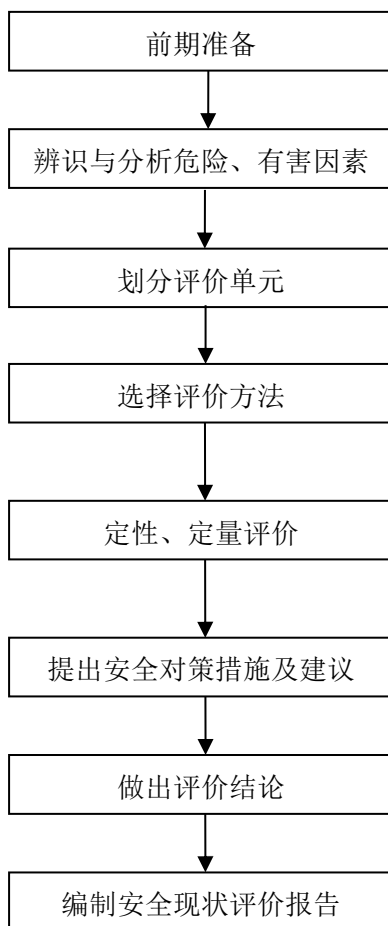 前期准备
辨识与分析危险、有害因素
划分评价单元
选择评价方法
定性、定量评价
提出安全对策措施及建议
做出评价结论
编制安全现状评价报告